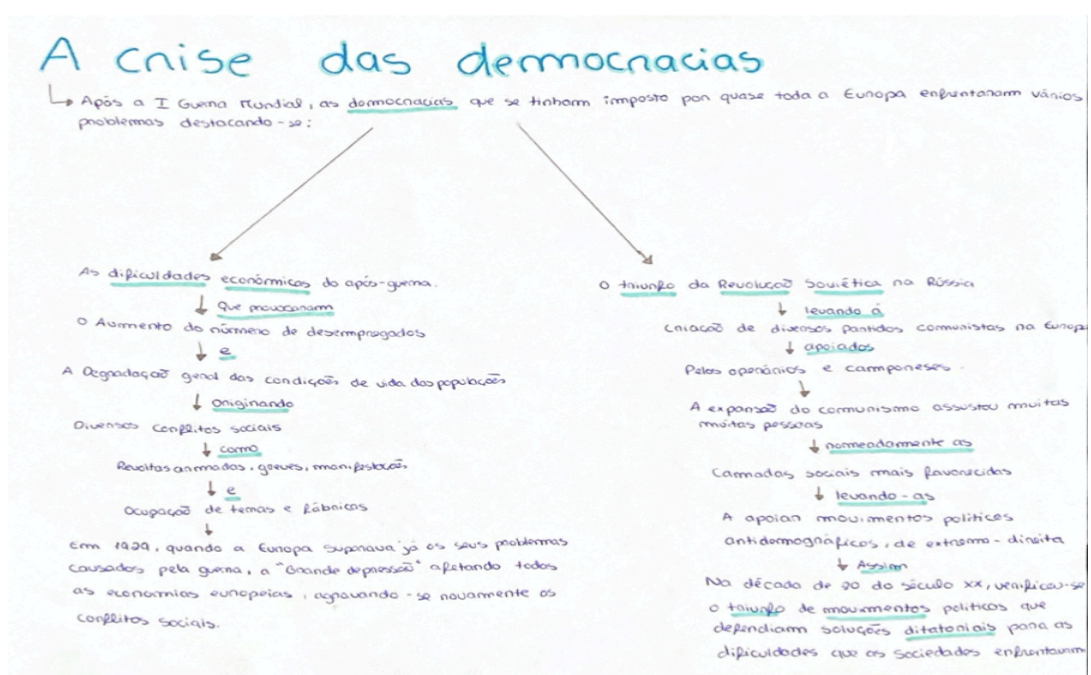 A crise das democracias
Após a I Guerra Mundial, as democracias que se tinham imposto por quase toda a Europa enfrentaram vários
problemas destacando-se:
As dificuldades económicas do após-guerra.
que provocaram
O Aumento do número de desempregados
e
A Degradação geral das condições de vida das populações
originando
Diversos conflitos sociais
como
Revoltas armadas, greves, manifestações
e
Ocupação de terras e fábricas
Em 1929, quando a Europa superava já os seus problemas
causados pela guerra, a "Grande depressão" afetando todas
as economias europeias, agravando-se novamente os
conflitos sociais.
O triunfo da Revolução Soviética na Rússia
levando á
Criação de diversos partidos comunistas na Europ
apoiados
Pelos operários e camponeses.
A expansão do comunismo assustou muitas
muitas pessoas
nomeadamente as
Camadas sociais mais favorecidas
levando-as
A apoiar movimentos politicos
antidemográficos, de extrema-direita
Assim
Na década de 20 do século XX, verificou-se
o triunfo de movimentos politicos que
defendiam soluções ditatoriais para as
dificuldades que as sociedades enfrentavam